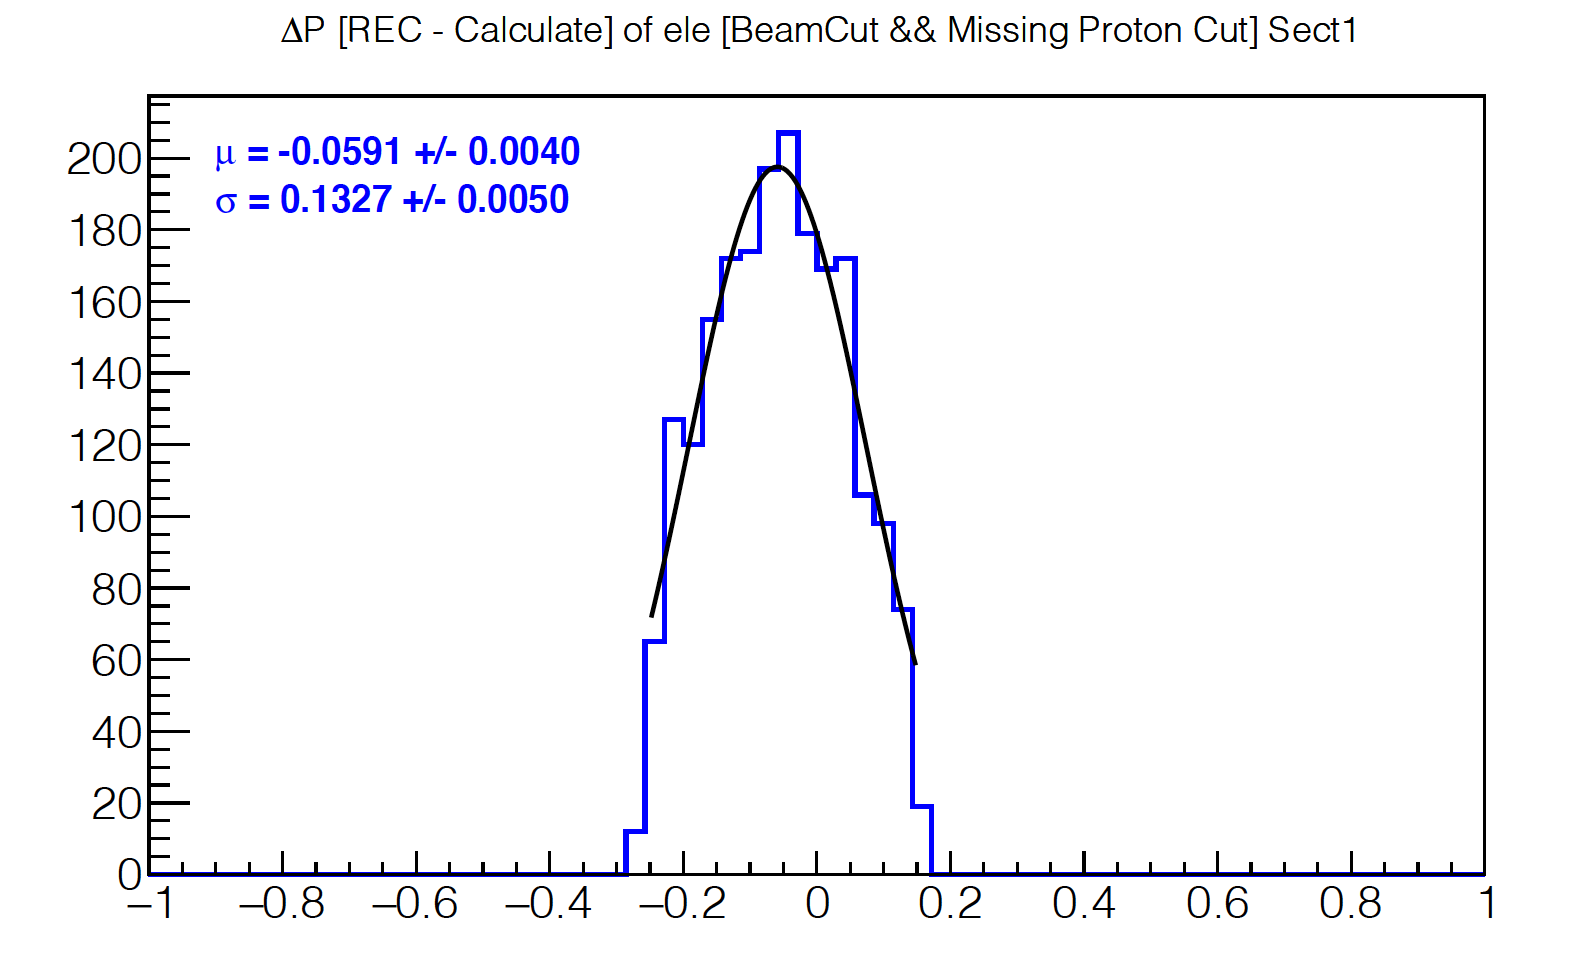 ΔP [REC - Calculate] of ele [BeamCut && Missing Proton Cut] Sect1
μ = -0.0591 +/- 0.0040
σ = 0.1327 +/- 0.0050
200
180
160
140
120
100
80
60
40
20
0
−1 −0.8 −0.6 −0.4 −0.2 0 0.2 0.4 0.6 0.8 1